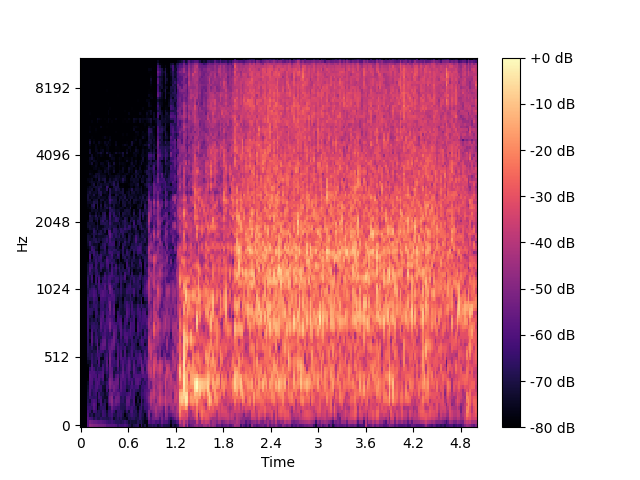 8192
4096
2048
1024
512
0
Hz
0
0.6
1.2
1.8
2.4
3
3.6
4.2
4.8
Time
+0 dB
-10 dB
-20 dB
-30 dB
-40 dB
-50 dB
-60 dB
-70 dB
-80 dB